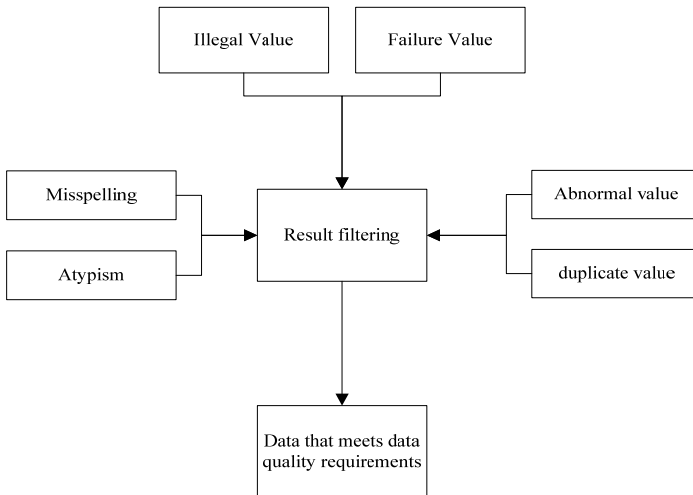 Illegal Value
Failure Value
Misspelling
Abnormal value
Result filtering
Atypism
duplicate value
Data that meets data
quality requirements